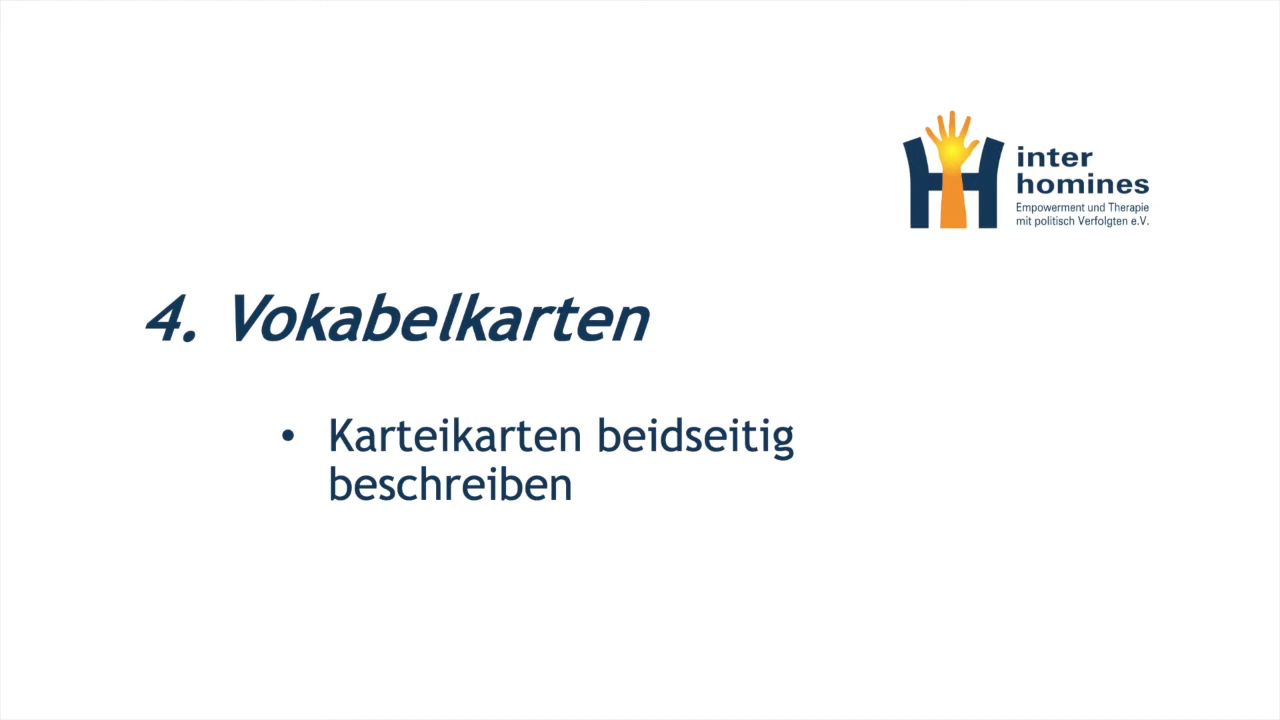 inter
homines
Empowerment und Therapie
mit politisch Verfolgten e.V.
4. Vokabelkarten
• Karteikarten beidseitig
beschreiben